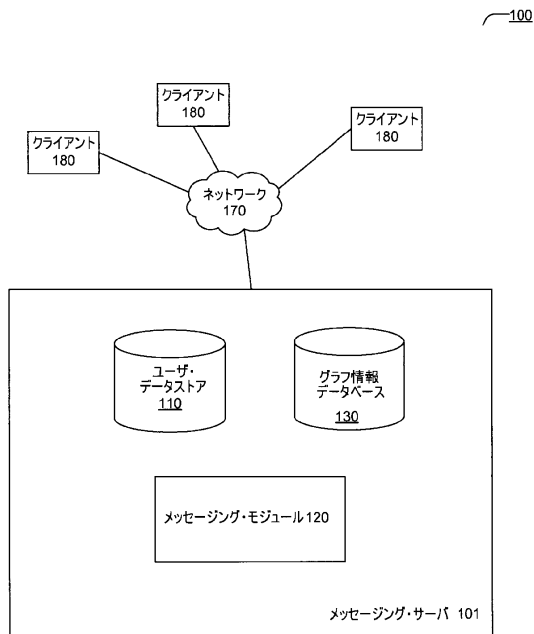 100
クライアント
180
クライアント
180
クライアント
180
ネットワーク
170
ユーザ・
データストア
110
グラフ情報
データベース
130
メッセージング・モジュール120
メッセージング・サーバ 101